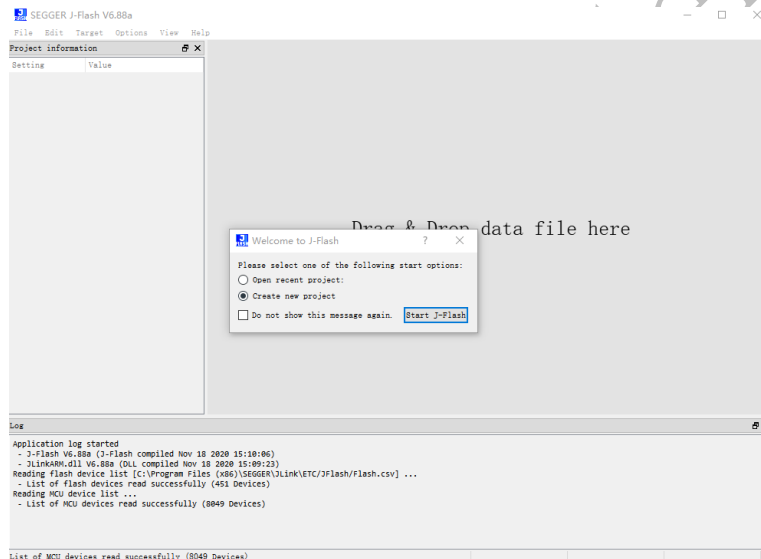 SEGGER J-Flash V6.88a
File Edit Target Options View Help
Project information
Setting Value
Drag & Drop data file here
Welcome to J-Flash
Please select one of the following start options:
Open recent project:
Create new project
Do not show this message again. Start J-Flash
Log
Application log started
- J-Flash V6.88a (J-Flash compiled Nov 18 2020 15:10:06)
- JLinkARM.dll V6.88a (DLL compiled Nov 18 2020 15:09:23)
Reading flash device list [C:\Program Files (x86)\SEGGER\JLink\ETC/JFlash/Flash.csv] ...
- List of flash devices read successfully (451 Devices)
Reading MCU device list ...
- List of MCU devices read successfully (8049 Devices)
List of MCU devices read successfully (8049 Devices)